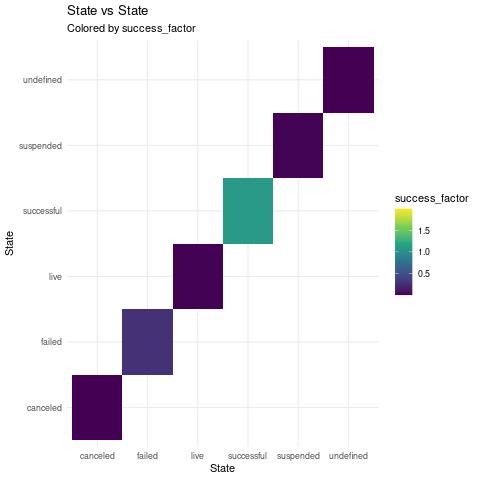 State vs State
Colored by success_factor
undefined
suspended
successful
live
failed
canceled
State
canceled failed live successful suspended undefined
State
success_factor
1.5
1.0
0.5